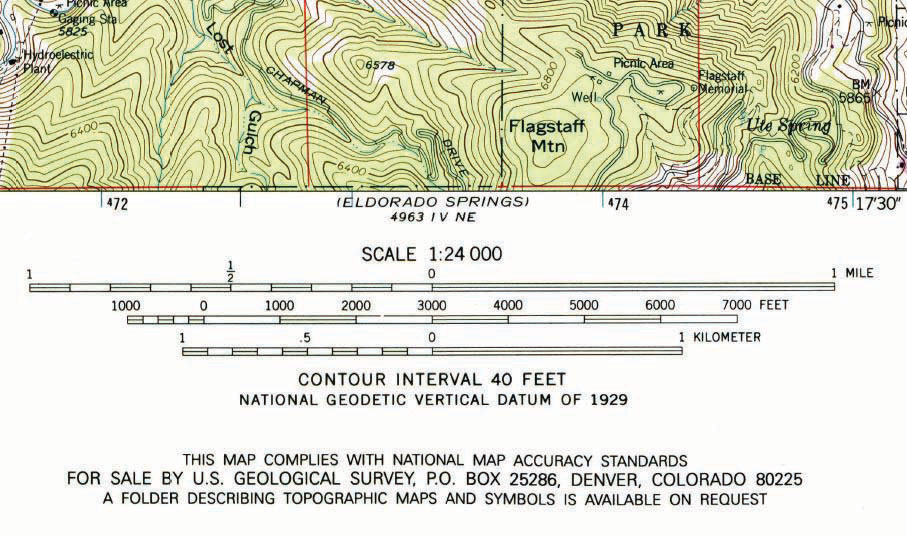 Picnic Area
Gaging Sta
5825
Hydroelectric
Plant
Lost
Gulch
CHAPMAN
DRIVE
6578
6400
6400
6800
PARK
Picnic Area
Well
Flagstaff
Memorial
Flagstaff
Mtn
6200
Picnic
BM
5865
Ute Spring
BASE LINE
472
(ELDORADO SPRINGS)
4963 IV NE
474
475
17'30"
SCALE 1:24 000
1 1/2 0 1 MILE
1000 0 1000 2000 3000 4000 5000 6000 7000 FEET
1 .5 0 1 KILOMETER
CONTOUR INTERVAL 40 FEET
NATIONAL GEODETIC VERTICAL DATUM OF 1929
THIS MAP COMPLIES WITH NATIONAL MAP ACCURACY STANDARDS
FOR SALE BY U.S. GEOLOGICAL SURVEY, P.O. BOX 25286, DENVER, COLORADO 80225
A FOLDER DESCRIBING TOPOGRAPHIC MAPS AND SYMBOLS IS AVAILABLE ON REQUEST